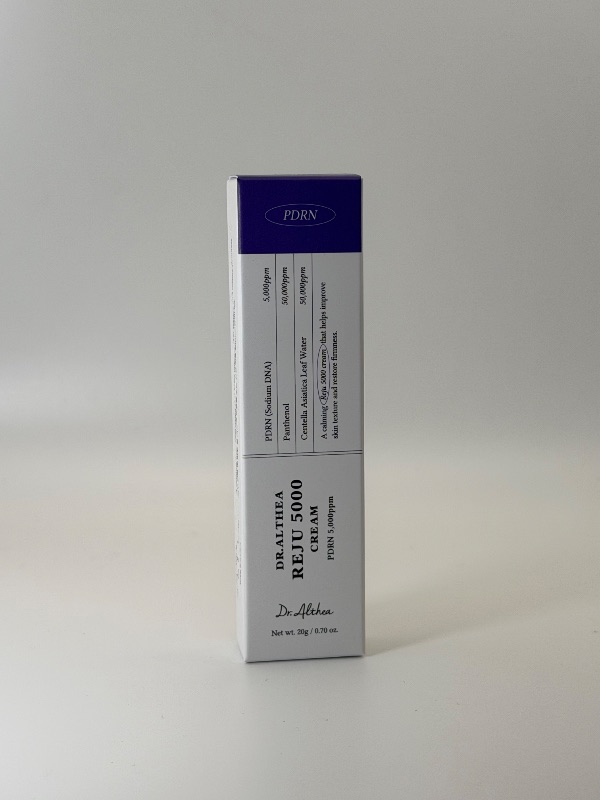 PDRN
PDRN (Sodium DNA) 5,000ppm
Panthenol 50,000ppm
Centella Asiatica Leaf Water 50,000ppm
A calming Reju 5000 cream that helps improve
skin texture and restore firmness.
DR.ALTHEA
REJU 5000
CREAM
PDRN 5,000ppm
Dr.Althea
Net wt. 20g / 0.70 oz.